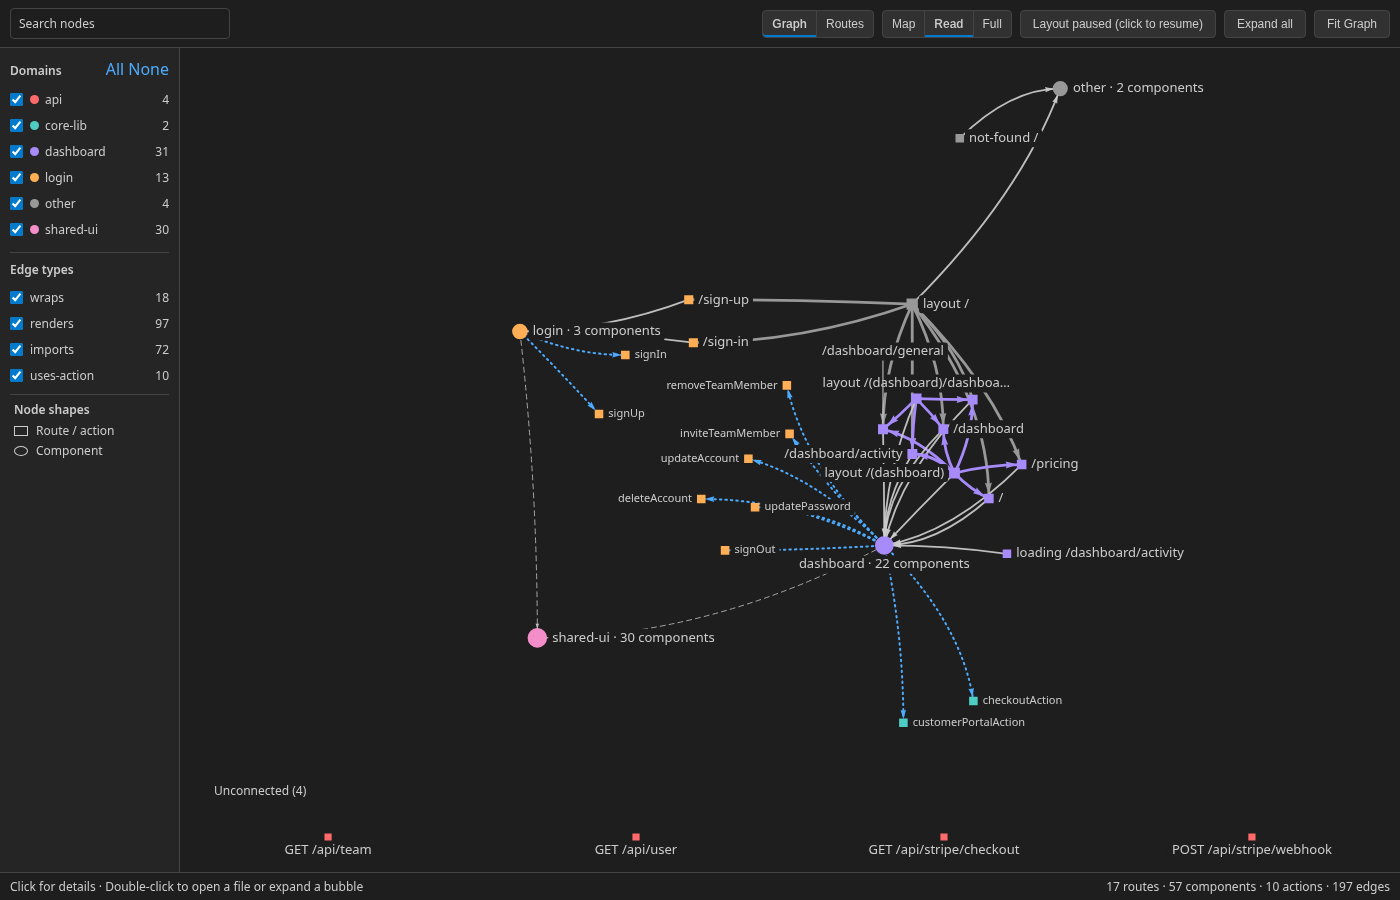 Search nodes
Graph Routes
Map Read Full
Layout paused (click to resume)
Expand all
Fit Graph
Domains All None
api 4
core-lib 2
dashboard 31
login 13
other 4
shared-ui 30
Edge types
wraps 18
renders 97
imports 72
uses-action 10
Node shapes
Route / action
Component
other · 2 components
not-found /
/sign-up
layout /
login · 3 components
/sign-in
signIn
/dashboard/general
layout /(dashboard)/dashboa...
removeTeamMember
signUp
/dashboard
inviteTeamMember
/dashboard/activity
updateAccount
/pricing
layout /(dashboard)
deleteAccount
/
updatePassword
signOut
loading /dashboard/activity
dashboard · 22 components
shared-ui · 30 components
checkoutAction
customerPortalAction
Unconnected (4)
GET /api/team
GET /api/user
GET /api/stripe/checkout
POST /api/stripe/webhook
Click for details · Double-click to open a file or expand a bubble
17 routes · 57 components · 10 actions · 197 edges